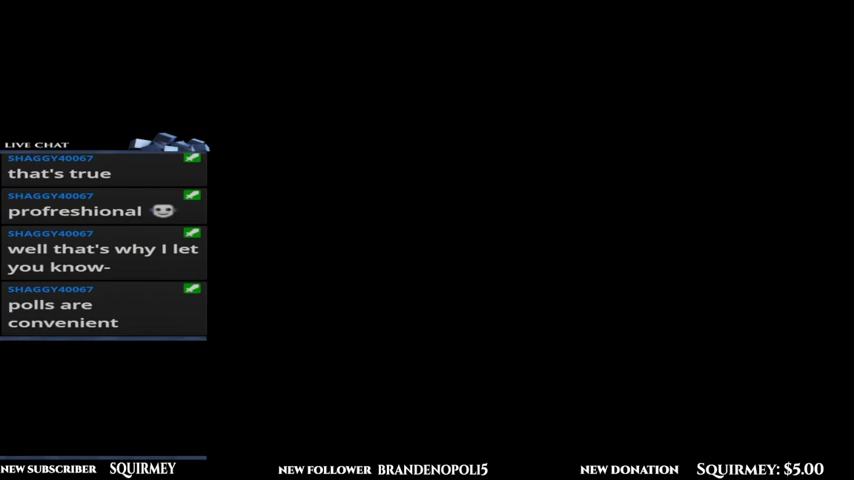 LIVE CHAT
SHAGGY40067
that's true
SHAGGY40067
profreshional
SHAGGY40067
well that's why I let
you know-
SHAGGY40067
polls are
convenient
NEW SUBSCRIBER SQUIRMEY
NEW FOLLOWER BRANDENOPOLI5
NEW DONATION SQUIRMEY: $5.00